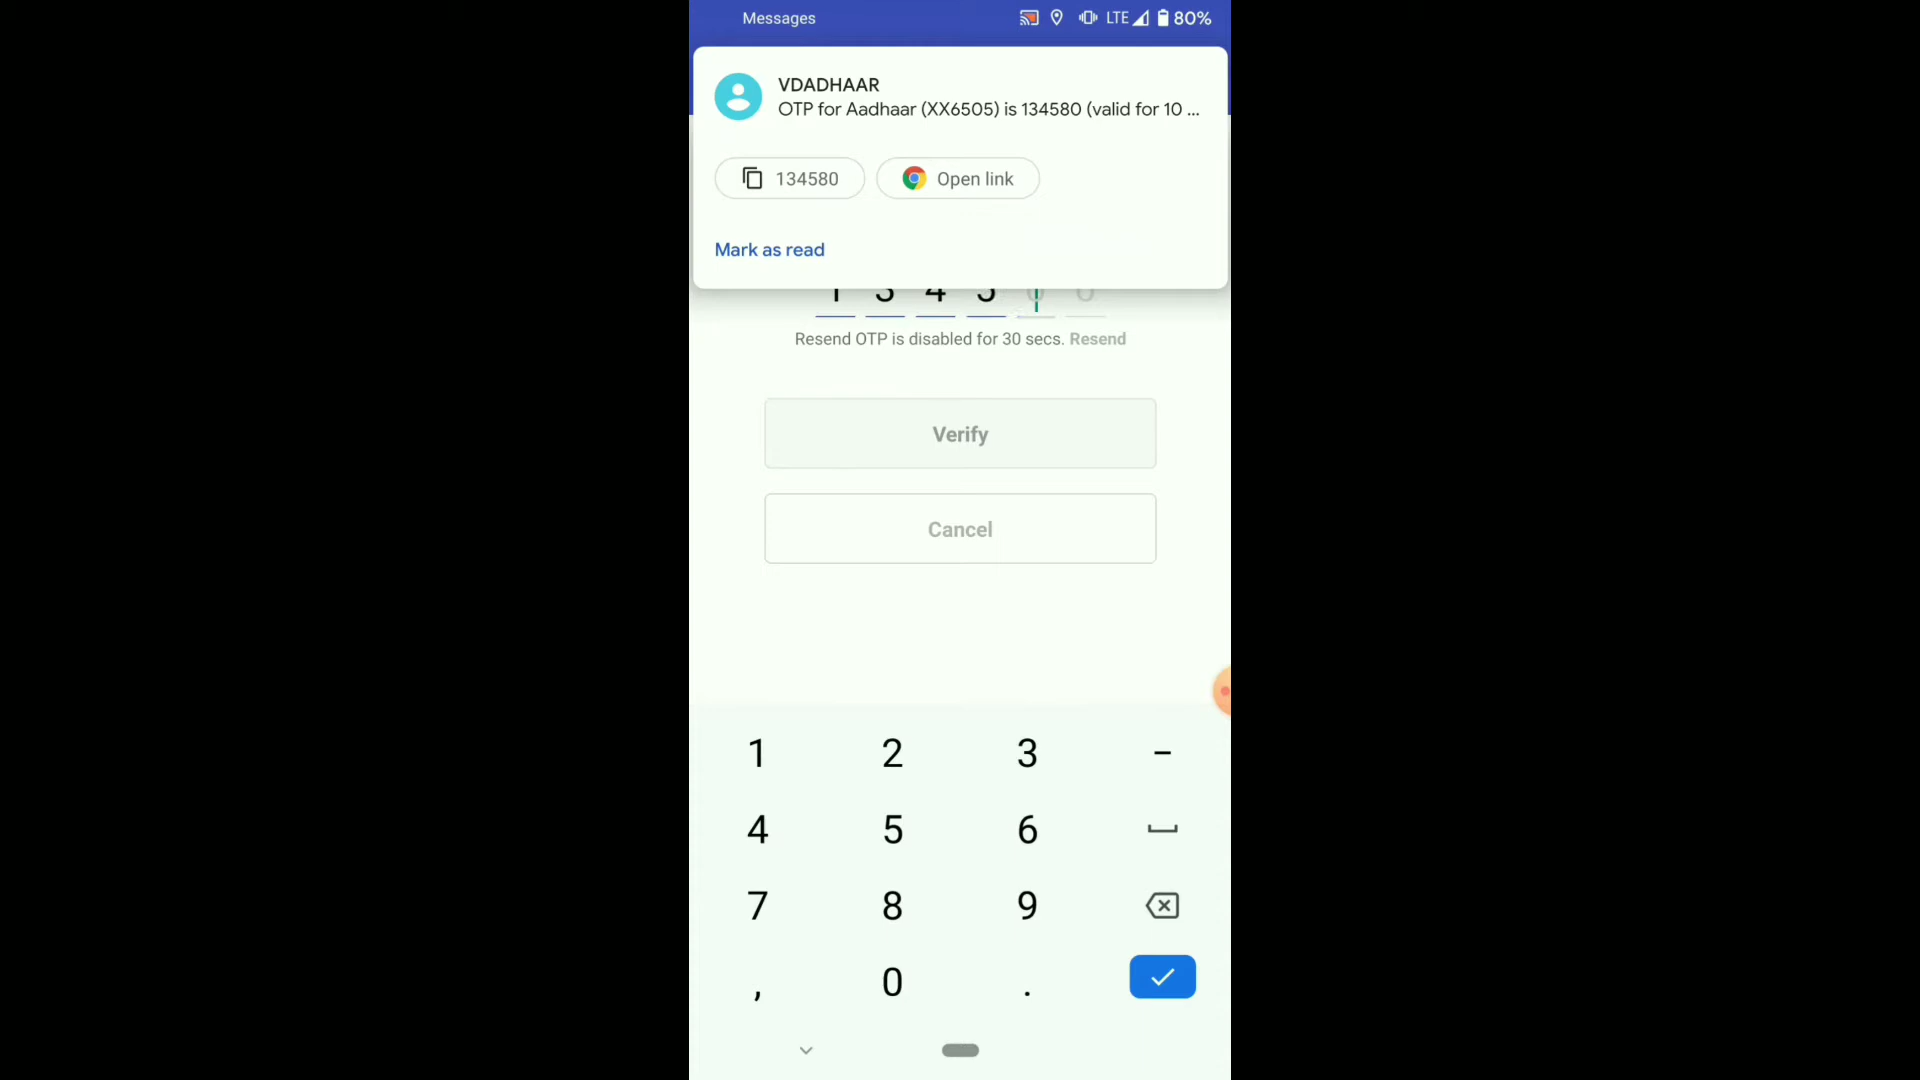 Messages
LTE 80%
VDADHAAR
OTP for Aadhaar (XX6505) is 134580 (valid for 10 ...
134580
Open link
Mark as read
1 3 4 5
Resend OTP is disabled for 30 secs. Resend
Verify
Cancel
1 2 3 -
4 5 6
7 8 9
, 0 .